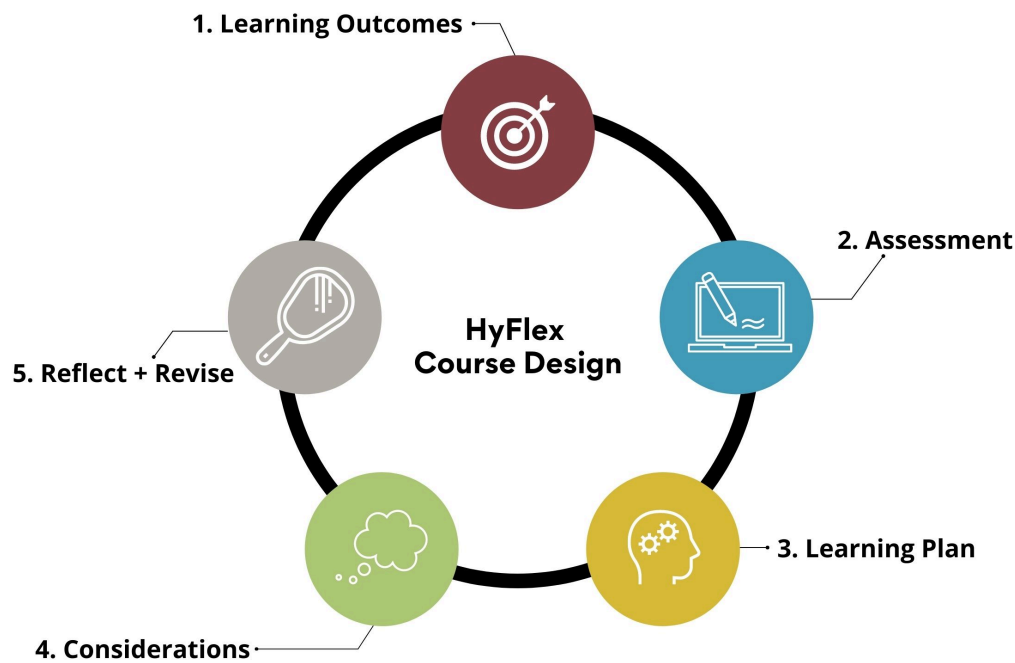 1. Learning Outcomes
2. Assessment
HyFlex
Course Design
5. Reflect + Revise
3. Learning Plan
4. Considerations